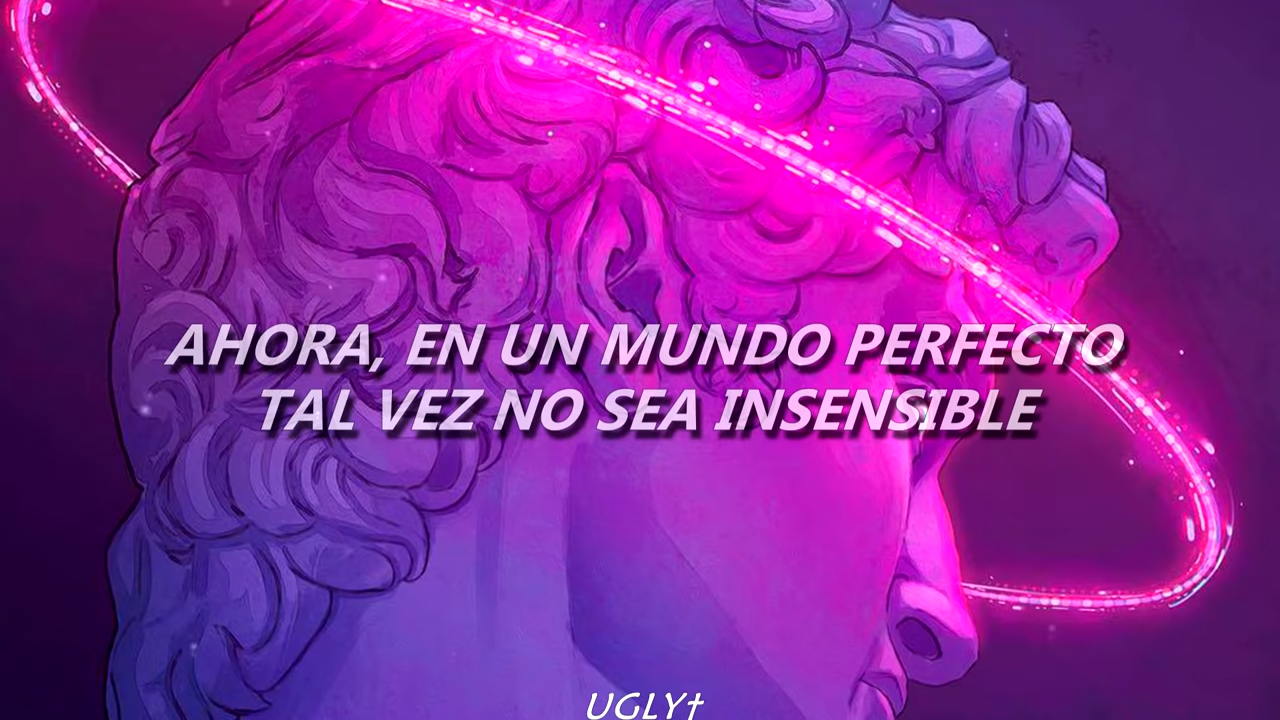 AHORA, EN UN MUNDO PERFECTO
TAL VEZ NO SEA INSENSIBLE
UGLY†